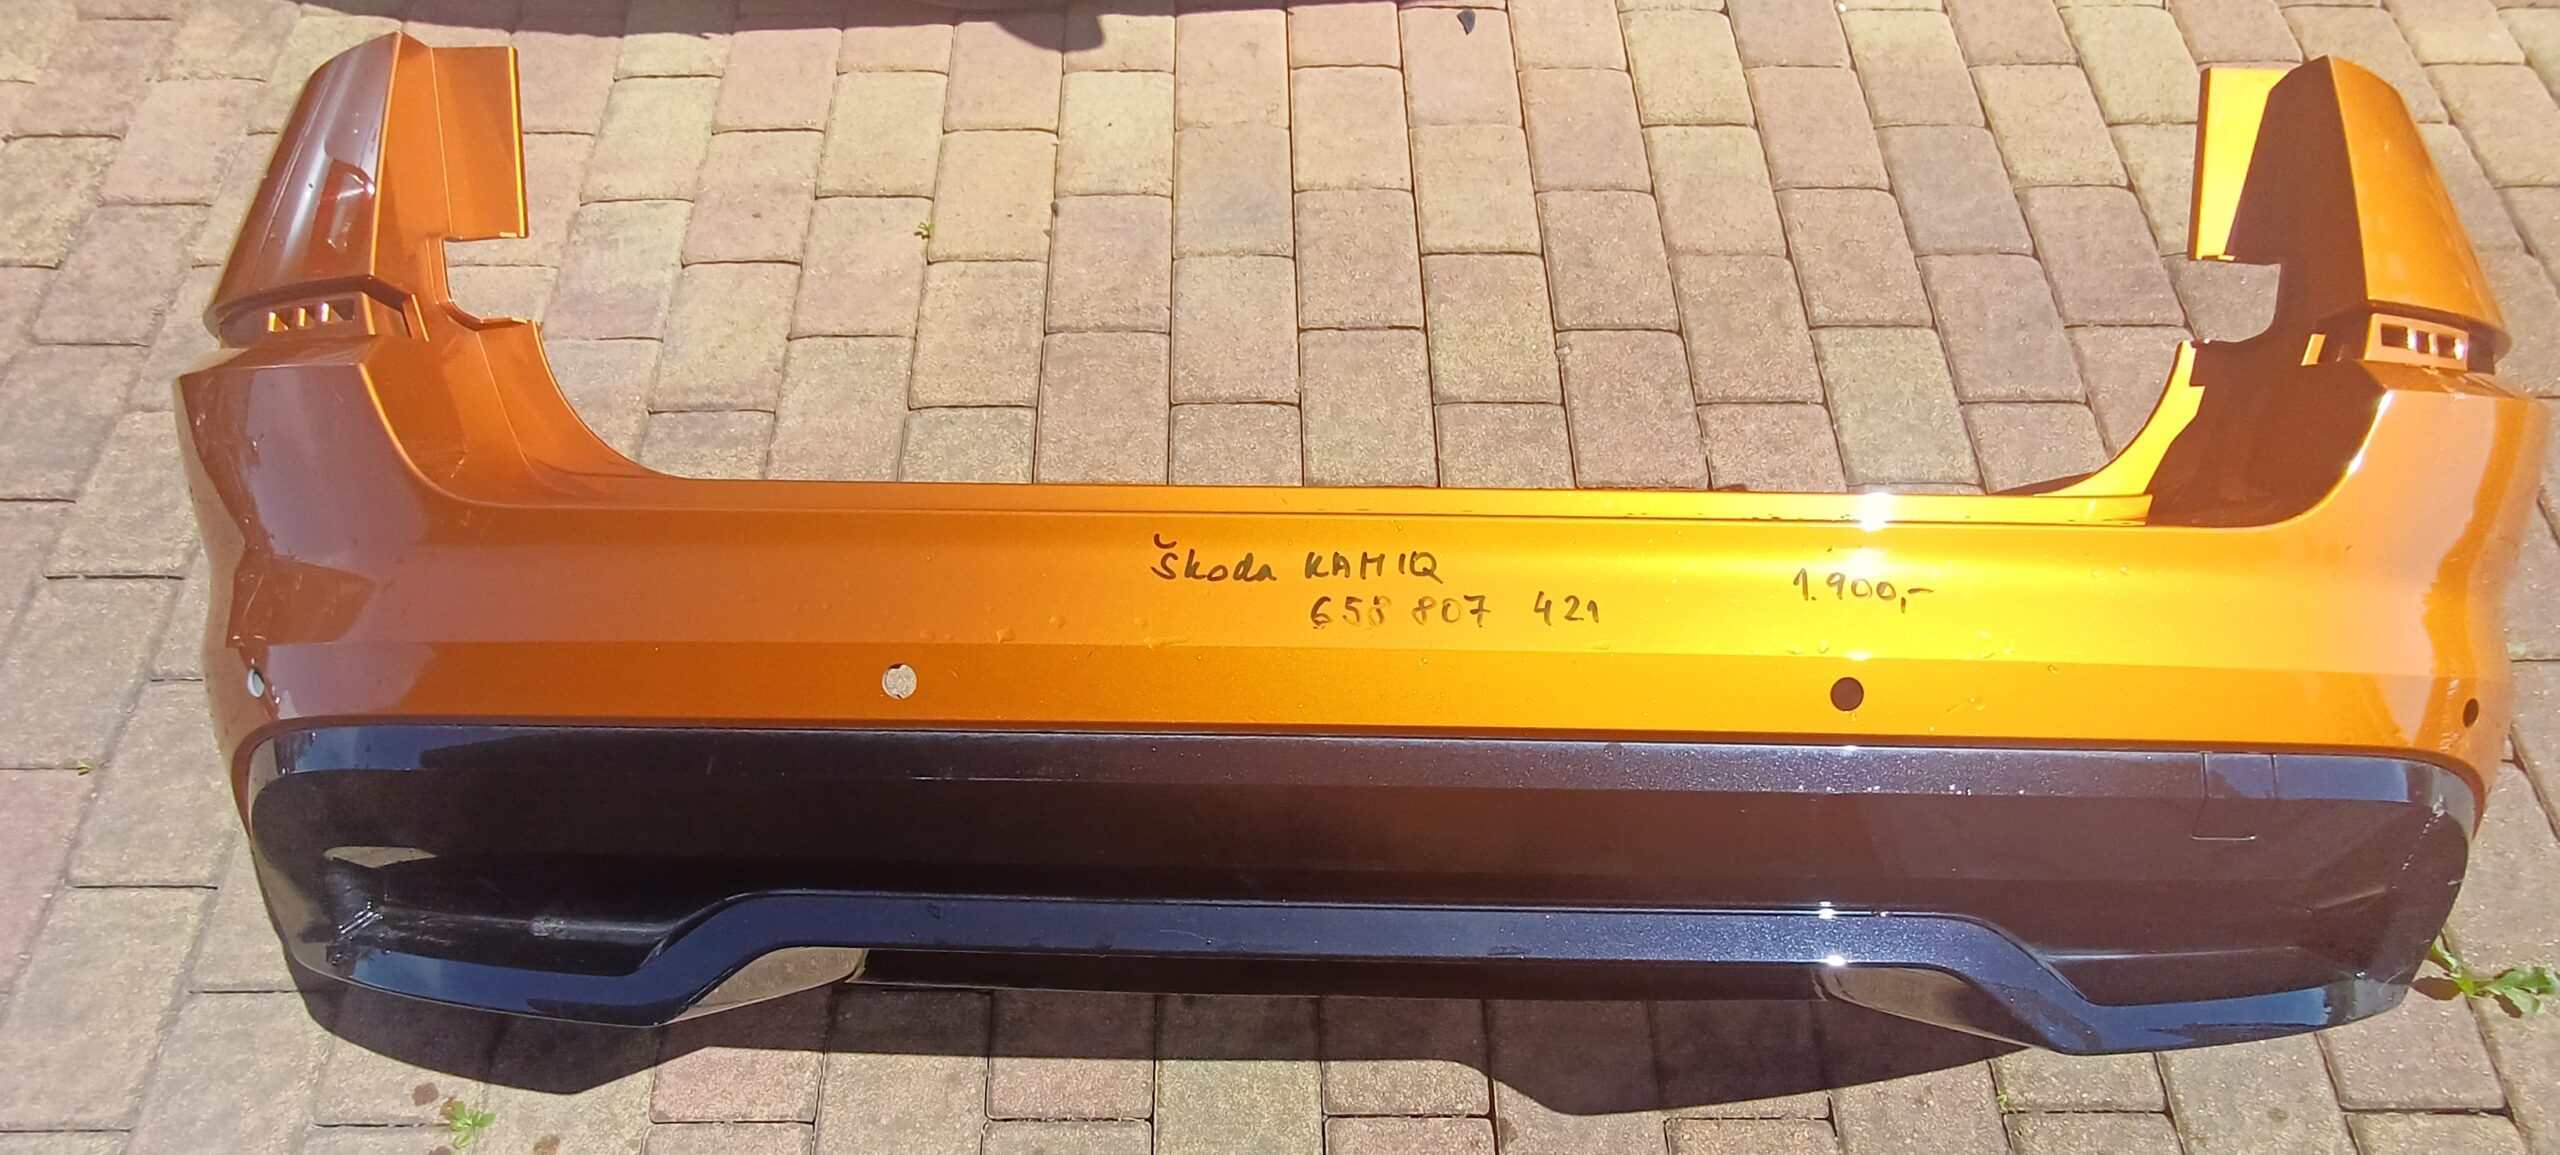 Škoda KAMIQ
658 807 421
1.900,-